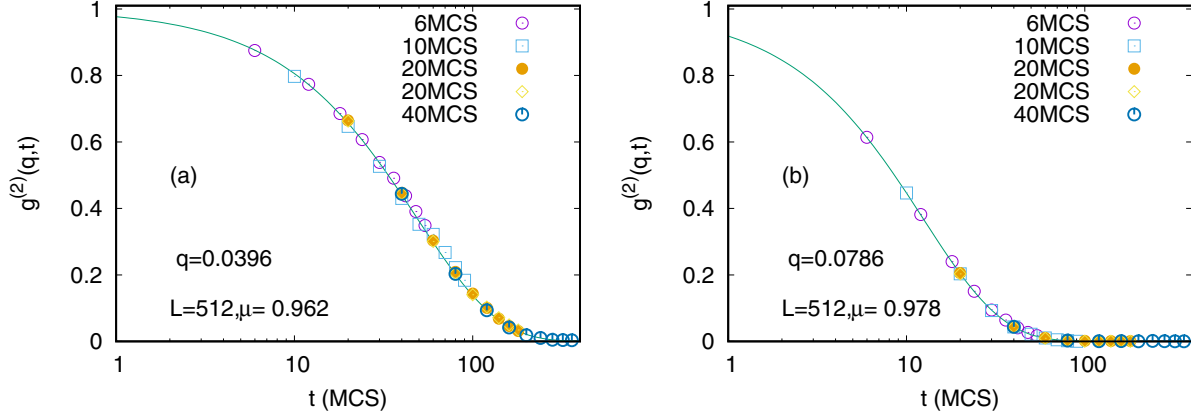 1
0.8
0.6
0.4
0.2
0
g(2)(q,t)
1
10
100
t (MCS)
6MCS
10MCS
20MCS
20MCS
40MCS
(a)
q=0.0396
L=512,μ= 0.962
1
0.8
0.6
0.4
0.2
0
g(2)(q,t)
1
10
100
t (MCS)
6MCS
10MCS
20MCS
20MCS
40MCS
(b)
q=0.0786
L=512,μ= 0.978